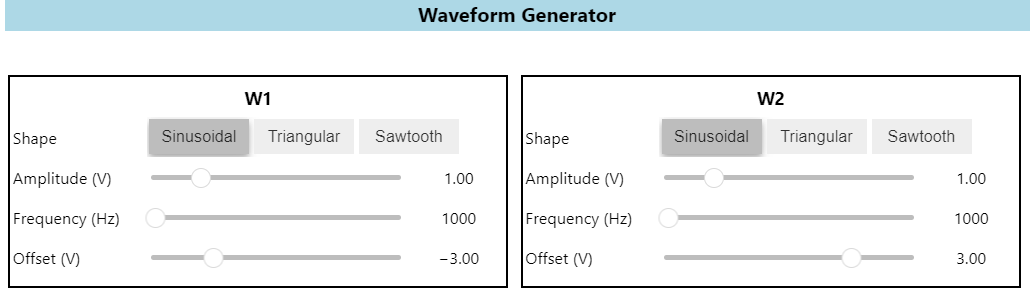 Waveform Generator
W1
Shape Sinusoidal Triangular Sawtooth
Amplitude (V) 1.00
Frequency (Hz) 1000
Offset (V) −3.00
W2
Shape Sinusoidal Triangular Sawtooth
Amplitude (V) 1.00
Frequency (Hz) 1000
Offset (V) 3.00